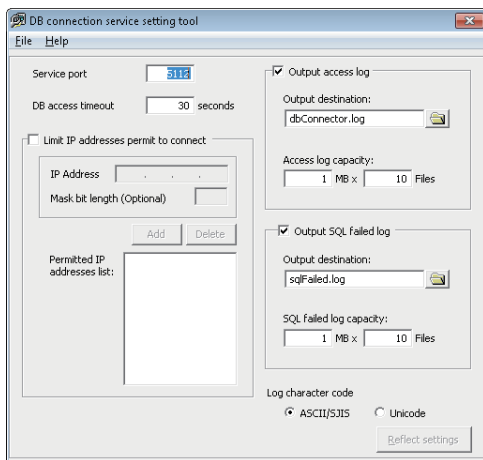 DB connection service setting tool
File Help
Service port 5112
DB access timeout 30 seconds
Limit IP addresses permit to connect
IP Address . . .
Mask bit length (Optional)
Add Delete
Permitted IP
addresses list:
Output access log
Output destination:
dbConnector.log
Access log capacity:
1 MB x 10 Files
Output SQL failed log
Output destination:
sqlFailed.log
SQL failed log capacity:
1 MB x 10 Files
Log character code
ASCII/SJIS Unicode
Reflect settings